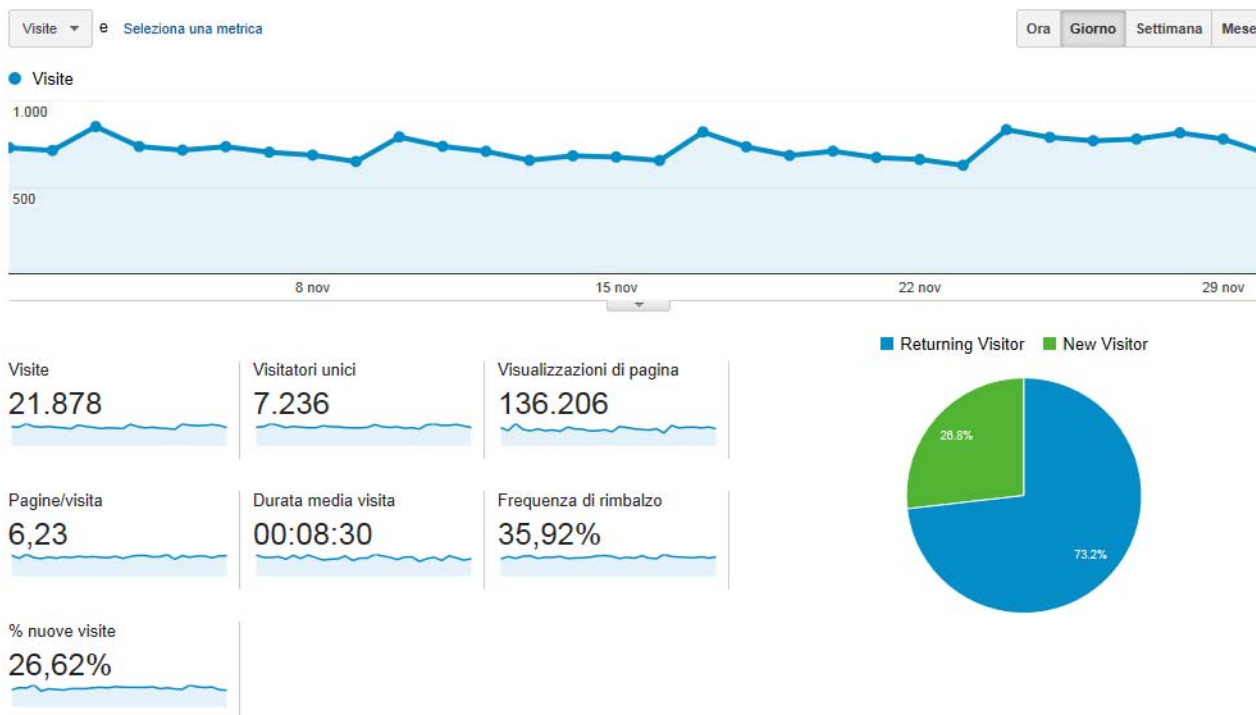 Visite e Seleziona una metrica
Ora Giorno Settimana Mese
Visite
1.000
500
8 nov 15 nov 22 nov 29 nov
Returning Visitor New Visitor
Visite Visitatori unici Visualizzazioni di pagina
21.878 7.236 136.206
26.8%
73.2%
Pagine/visita Durata media visita Frequenza di rimbalzo
6,23 00:08:30 35,92%
% nuove visite
26,62%